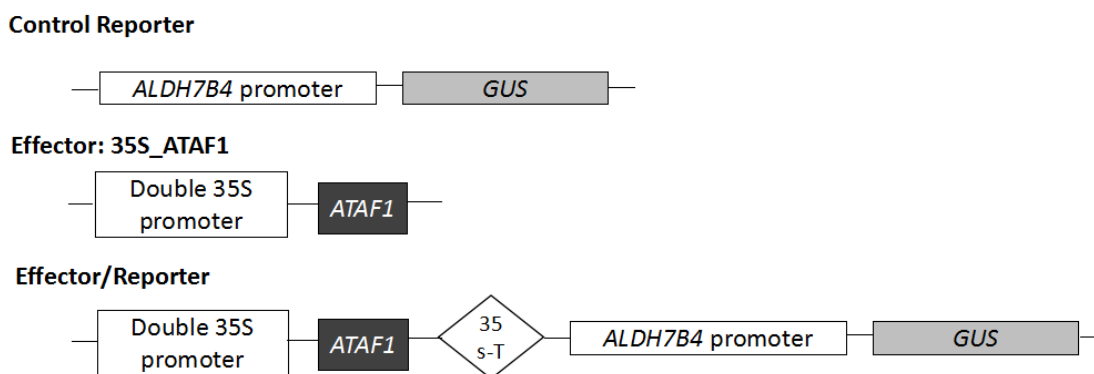 Control Reporter
ALDH7B4 promoter
GUS
Effector: 35S_ATAF1
Double 35S
promoter
ATAF1
Effector/Reporter
Double 35S
promoter
ATAF1
35
s-T
ALDH7B4 promoter
GUS